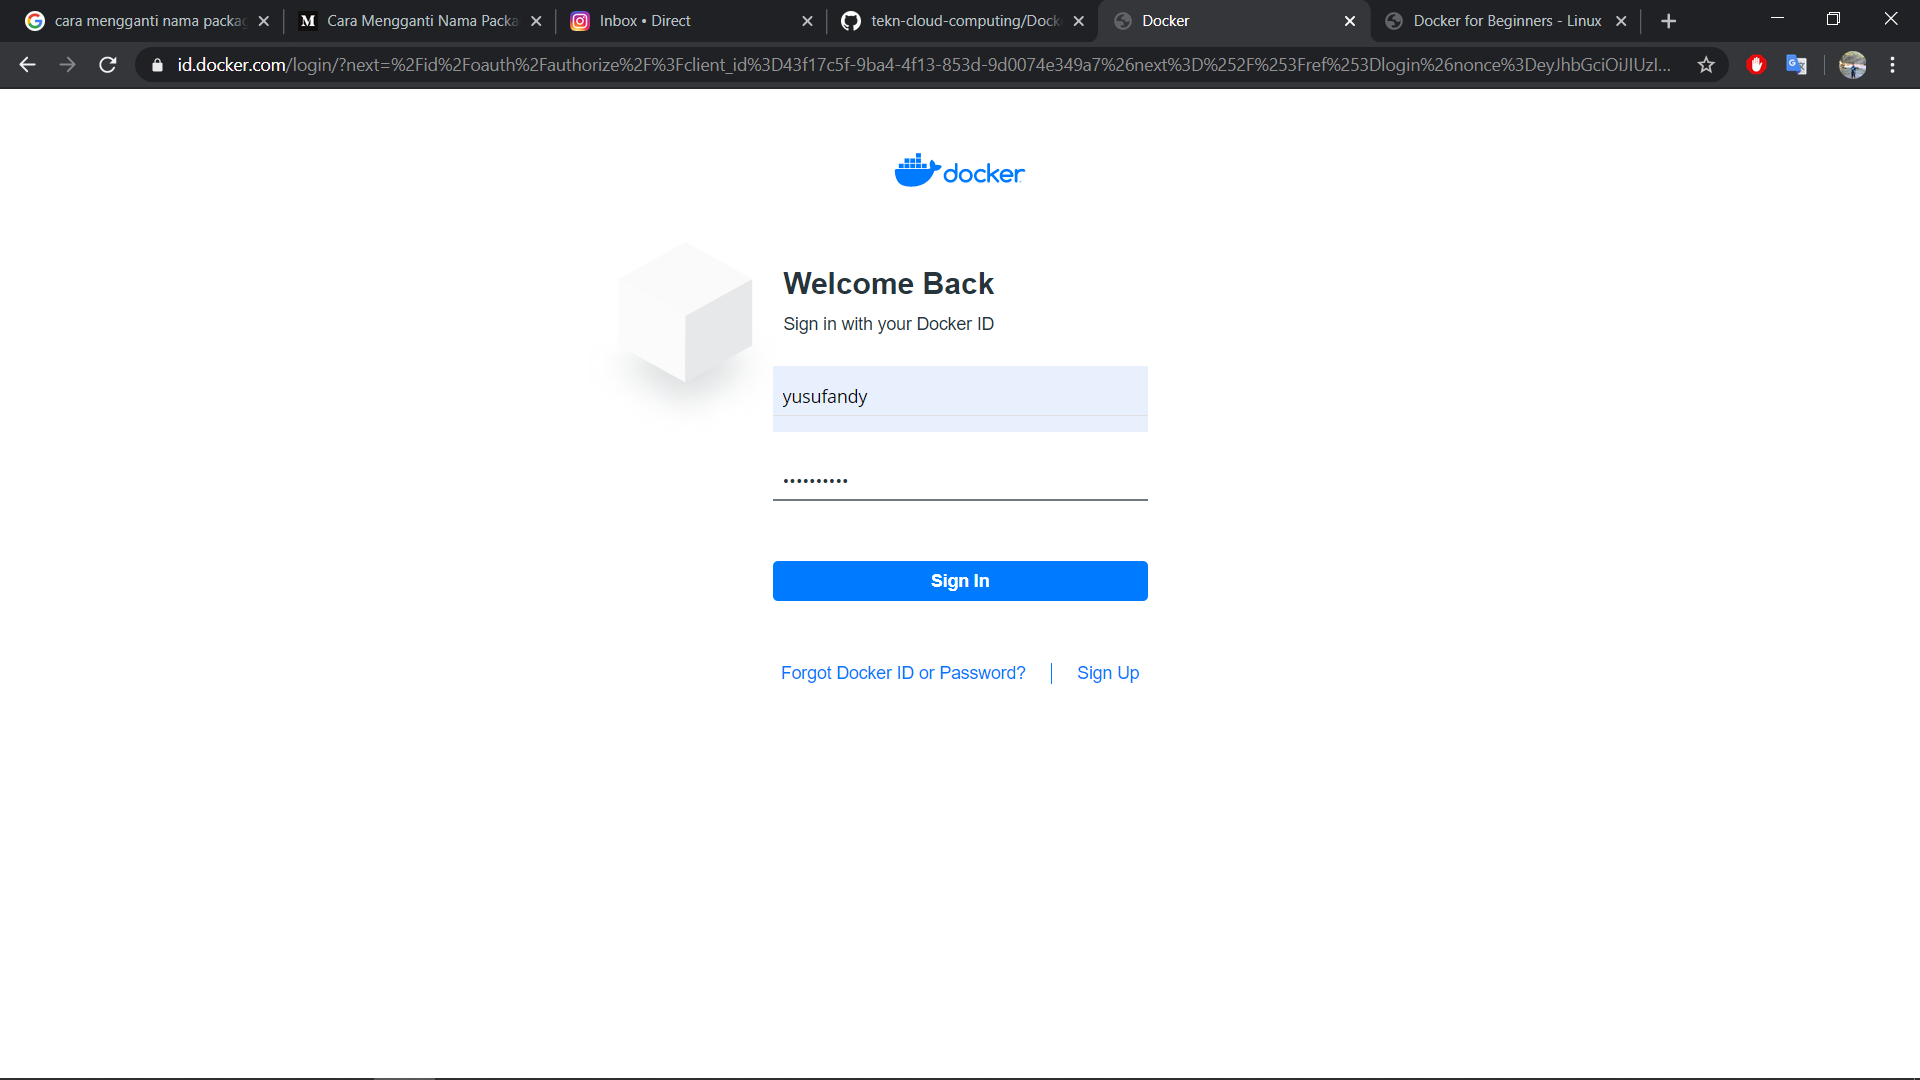 cara mengganti nama packag
M Cara Mengganti Nama Packa
Inbox • Direct
tekn-cloud-computing/Dock
Docker
Docker for Beginners - Linux
id.docker.com/login/?next=%2Fid%2Foauth%2Fauthorize%2F%3Fclient_id%3D43f17c5f-9ba4-4f13-853d-9d0074e349a7%26next%3D%252F%253Fref%253Dlogin%26nonce%3DeyJhbGciOiJIUzI...
docker
Welcome Back
Sign in with your Docker ID
yusufandy
••••••••••
Sign In
Forgot Docker ID or Password?
Sign Up